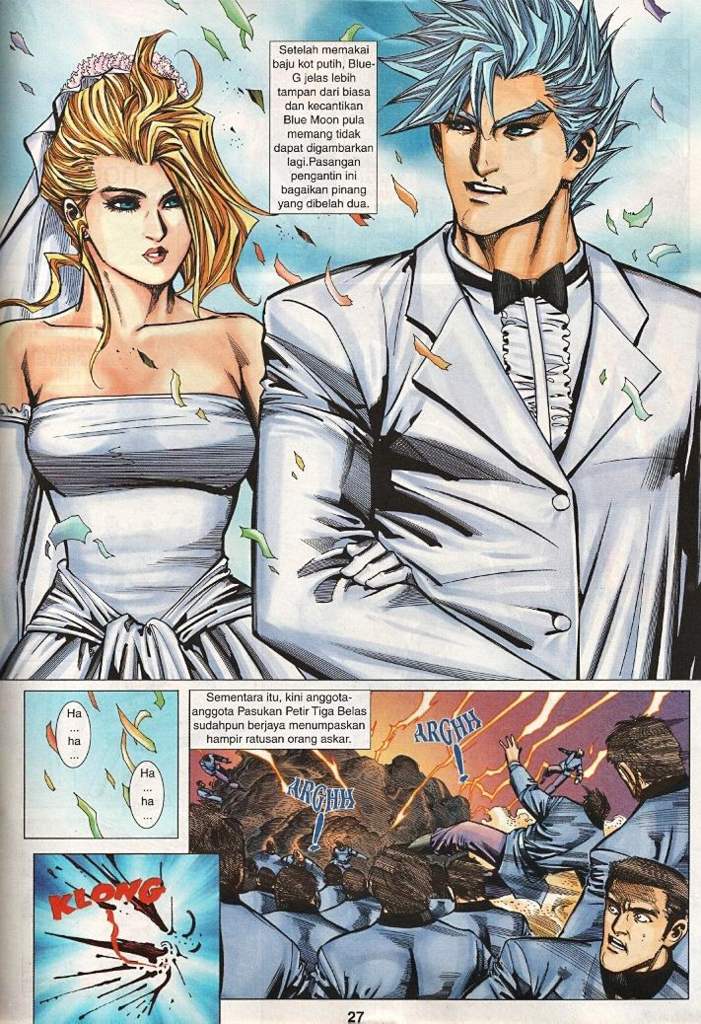 Setelah memakai
baju kot putih, Blue-
G jelas lebih
tampan dari biasa
dan kecantikan
Blue Moon pula
memang tidak
dapat digambarkan
lagi.Pasangan
pengantin itu
bagaikan pinang
yang dibelah dua.
Ha
...
ha
...
Ha
...
ha
...
Sementara itu, kini anggota-
anggota Pasukan Petir Tiga Belas
sudahpun berjaya menumpaskan
hampir ratusan orang askar.
ARGHH
!
ARGHH
!
KLONG
27